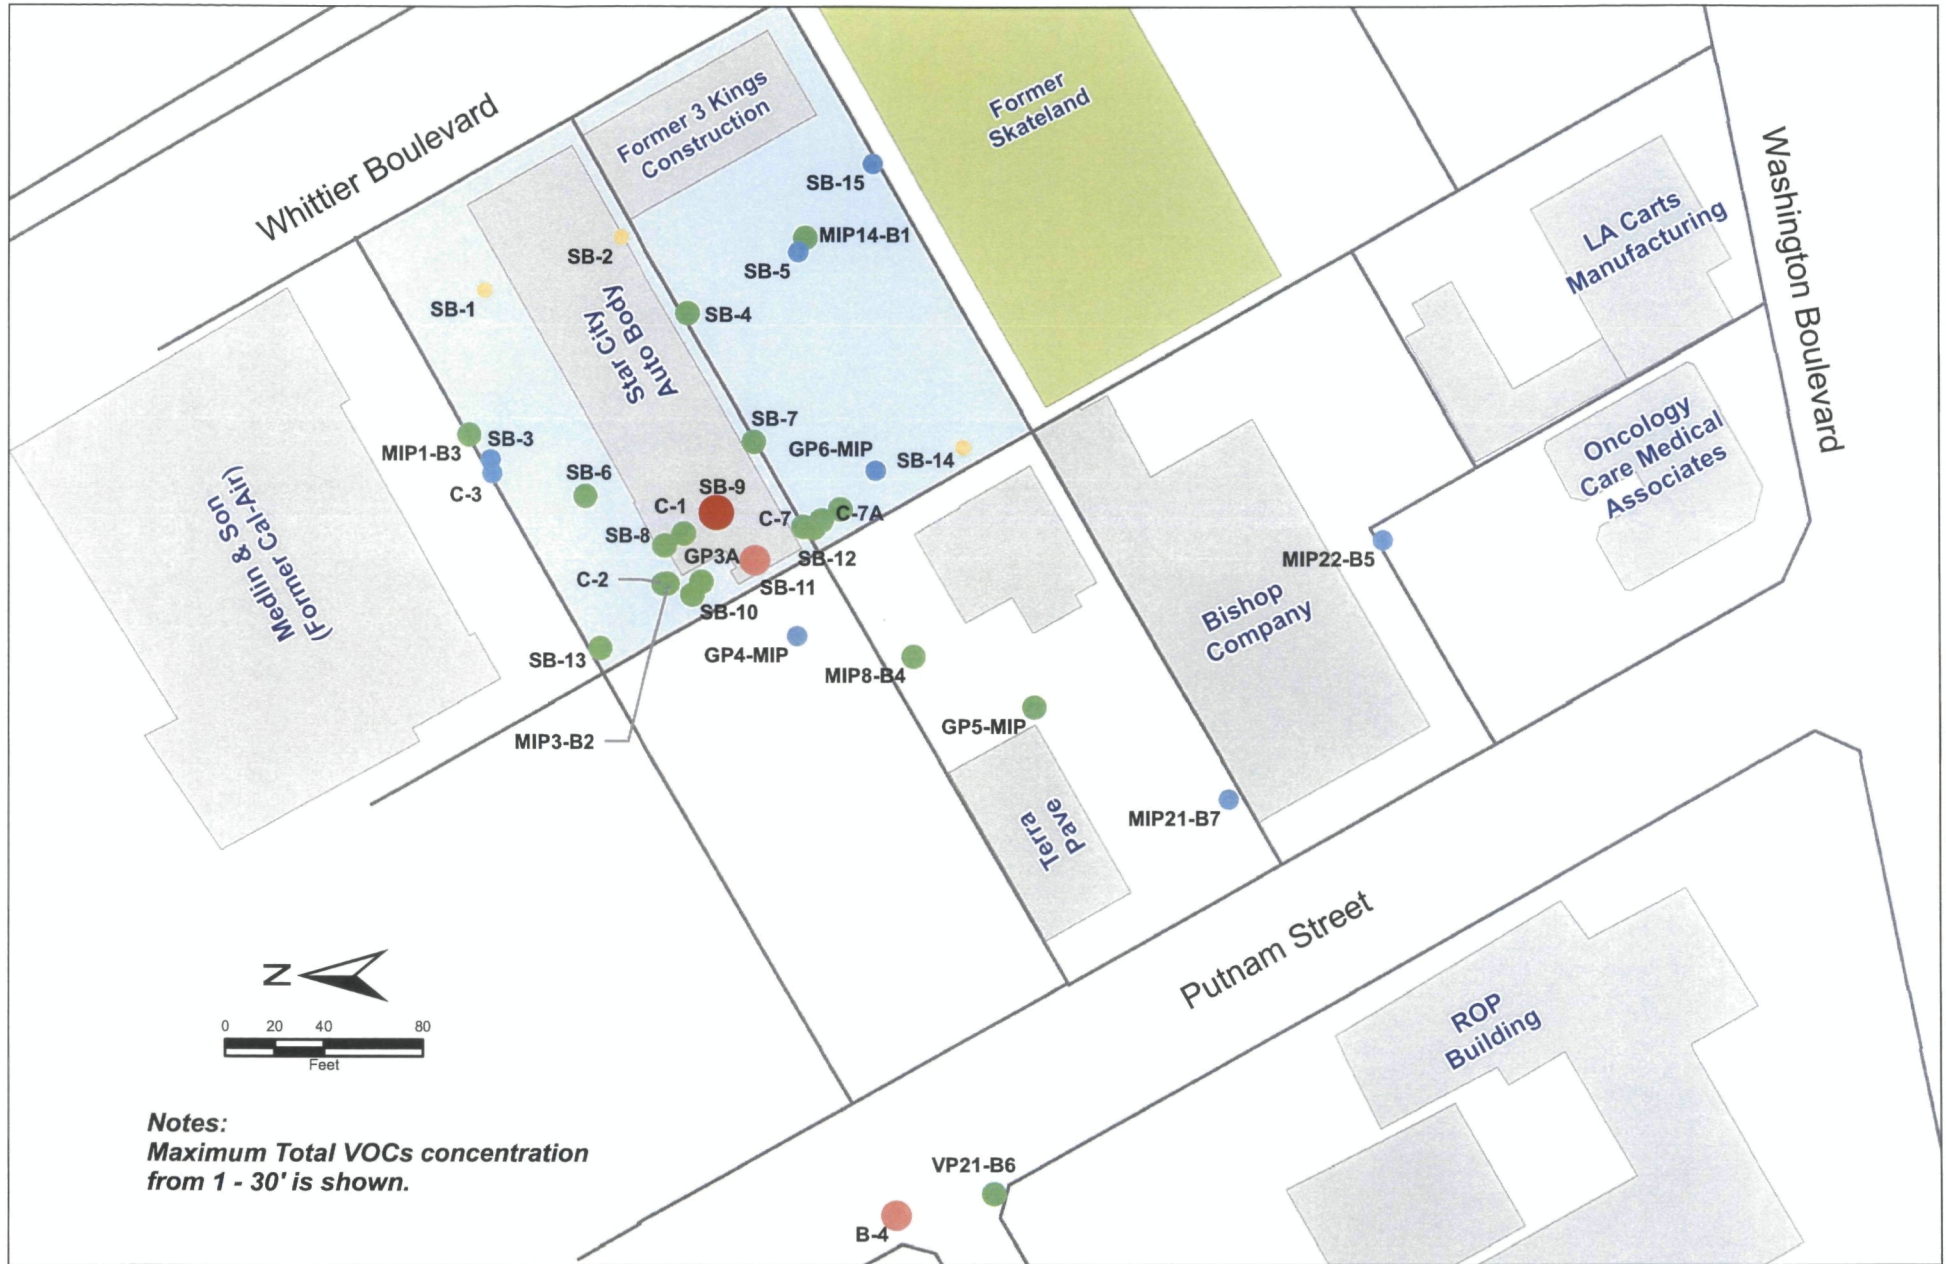 Former 3 Kings
Construction
Former
Skateland
Whittier Boulevard
Washington Boulevard
LA Carts
Manufacturing
SB-15
MIP14-B1
SB-2
SB-5
SB-1
SB-4
Star City
Auto Body
Oncology
Care Medical
Associates
SB-7
MIP1-B3
SB-3
GP6-MIP
SB-14
C-3
SB-6
SB-9
C-1
C-7
C-7A
SB-8
GP3A
SB-12
MIP22-B5
C-2
SB-11
SB-10
Medlin & Son
(Former Cal-Air)
Bishop
Company
SB-13
GP4-MIP
MIP8-B4
GP5-MIP
MIP3-B2
MIP21-B7
Terra
Pave
Putnam Street
N
ROP
Building
0 20 40 80
Feet
Notes:
Maximum Total VOCs concentration
from 1 - 30' is shown.
VP21-B6
B-4